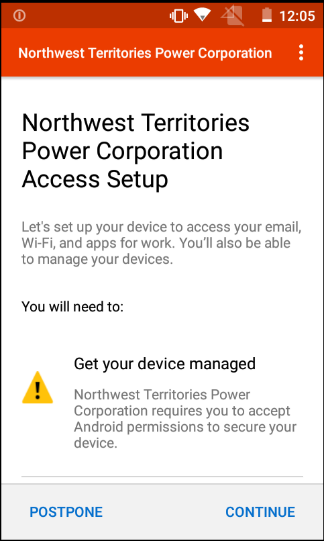 12:05
Northwest Territories Power Corporation
Northwest Territories
Power Corporation
Access Setup
Let's set up your device to access your email,
Wi-Fi, and apps for work. You'll also be able
to manage your devices.
You will need to:
Get your device managed
Northwest Territories Power
Corporation requires you to accept
Android permissions to secure your
device.
POSTPONE
CONTINUE